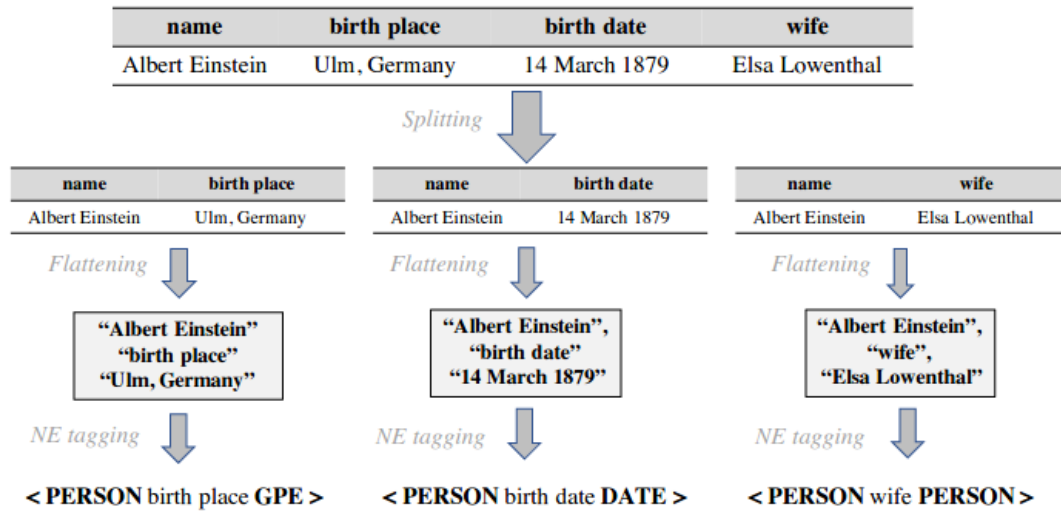 name birth place birth date wife
Albert Einstein Ulm, Germany 14 March 1879 Elsa Lowenthal
Splitting
name birth place name birth date name wife
Albert Einstein Ulm, Germany Albert Einstein 14 March 1879 Albert Einstein Elsa Lowenthal
Flattening Flattening Flattening
“Albert Einstein”
“birth place”
“Ulm, Germany”
“Albert Einstein”,
“birth date”
“14 March 1879”
“Albert Einstein”,
“wife”,
“Elsa Lowenthal”
NE tagging NE tagging NE tagging
< PERSON birth place GPE > < PERSON birth date DATE > < PERSON wife PERSON >